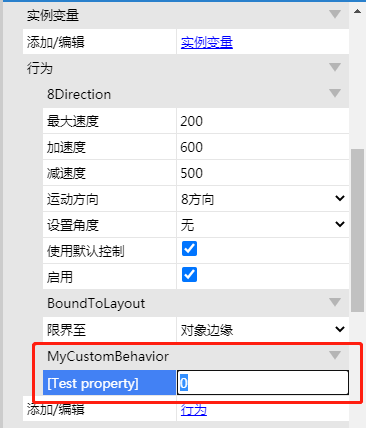 实例变量
添加/编辑 实例变量
行为
8Direction
最大速度 200
加速度 600
减速度 500
运动方向 8方向
设置角度 无
使用默认控制
启用
BoundToLayout
限界至 对象边缘
MyCustomBehavior
[Test property] 0
添加/编辑 行为